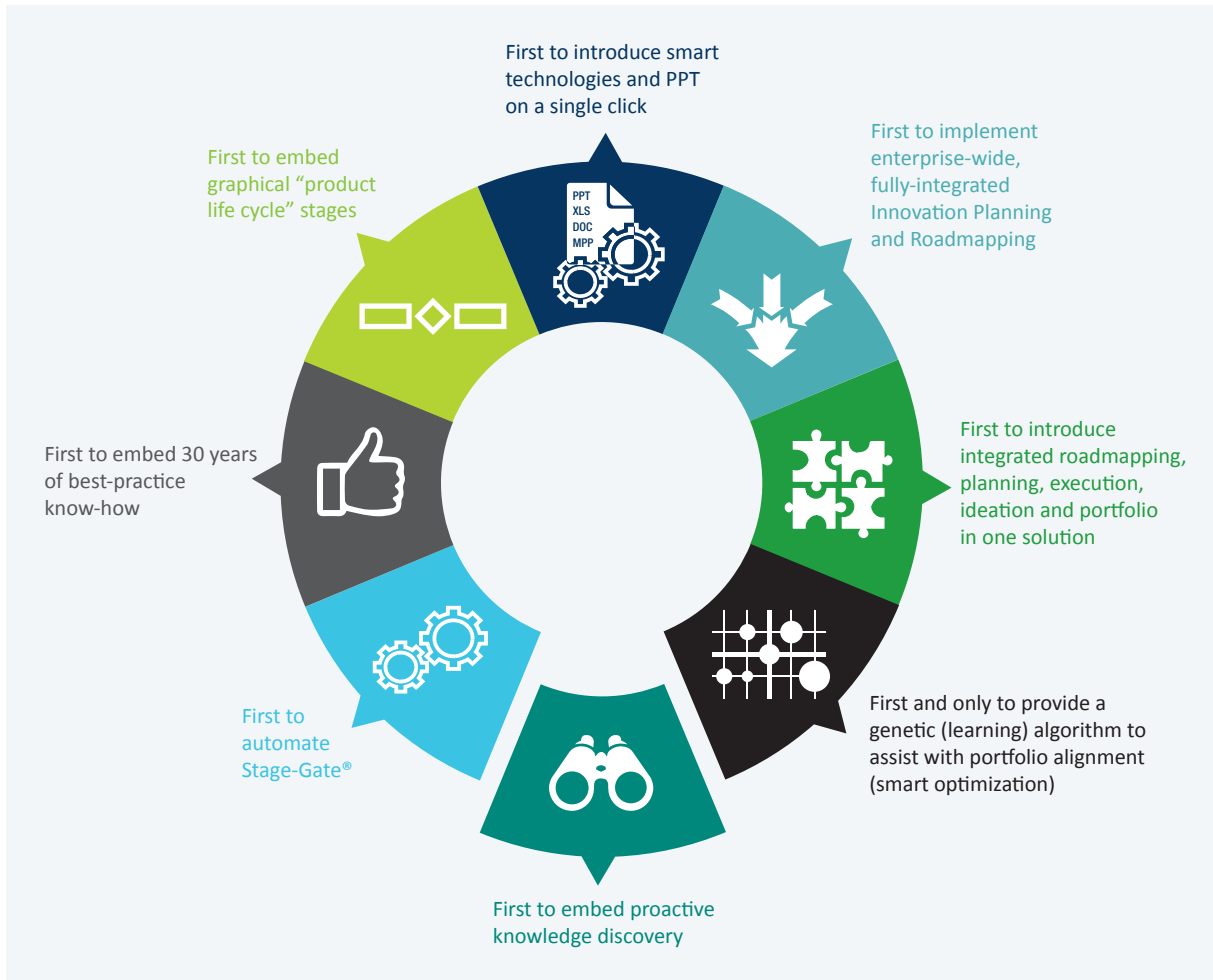 First to introduce smart
technologies and PPT
on a single click
PPT
XLS
DOC
MPP
First to implement
enterprise-wide,
fully-integrated
Innovation Planning
and Roadmapping
First to introduce
integrated roadmapping,
planning, execution,
ideation and portfolio
in one solution
First and only to provide a
genetic (learning) algorithm to
assist with portfolio alignment
(smart optimization)
First to embed proactive
knowledge discovery
First to
automate
Stage-Gate®
First to embed 30 years
of best-practice
know-how
First to embed
graphical “product
life cycle” stages